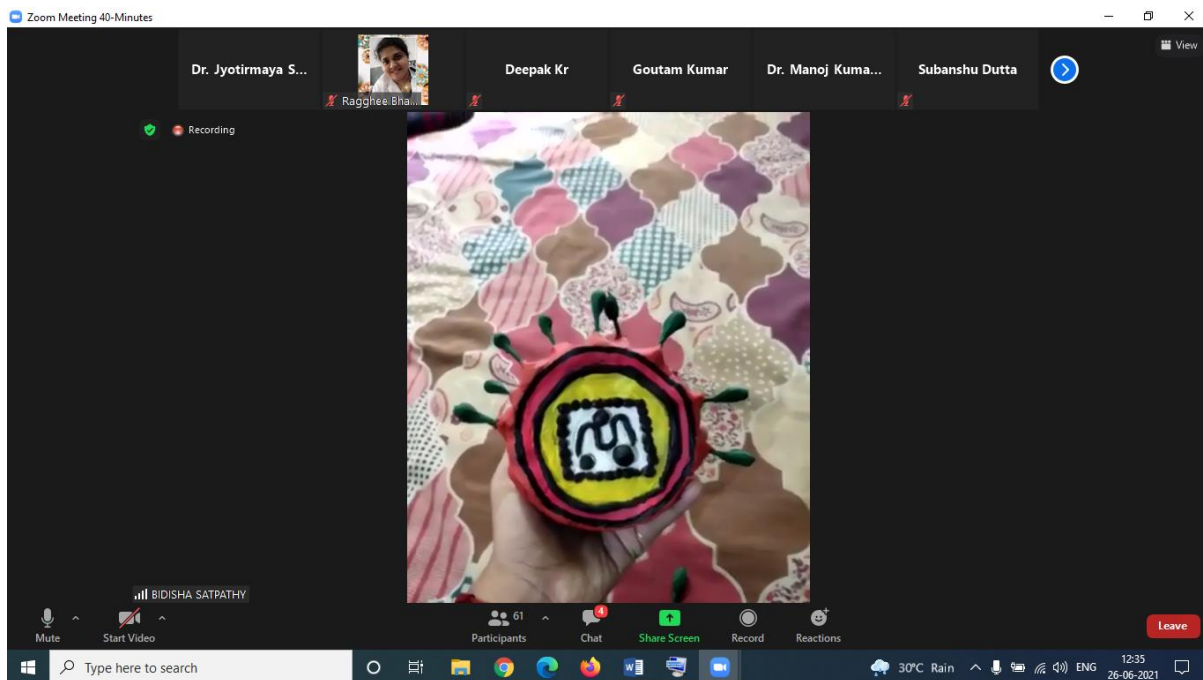 Zoom Meeting 40-Minutes
View
Dr. Jyotirmaya S...
Ragghee Bha...
Deepak Kr
Goutam Kumar
Dr. Manoj Kuma...
Subanshu Dutta
Recording
BIDISHA SATPATHY
Mute
Start Video
61
Participants
4
Chat
Share Screen
Record
Reactions
Leave
Type here to search
30°C Rain
ENG
12:35
26-06-2021